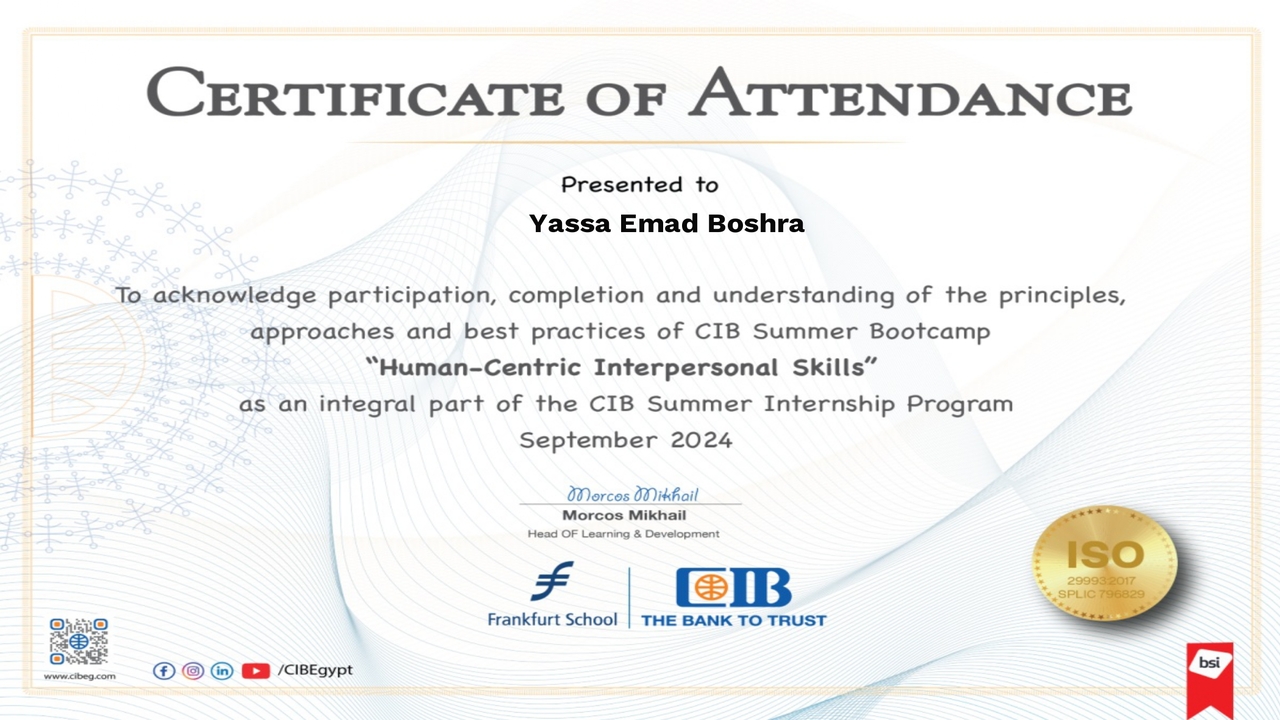 Certificate of Attendance
Presented to
Yassa Emad Boshra
To acknowledge participation, completion and understanding of the principles,
approaches and best practices of CIB Summer Bootcamp
“Human-Centric Interpersonal Skills”
as an integral part of the CIB Summer Internship Program
September 2024
Morcos Mikhail
Morcos Mikhail
Head OF Learning & Development
Frankfurt School
CIB
THE BANK TO TRUST
ISO
29993:2017
SPLIC 796829
www.cibeg.com
/CIBEgypt
bsi